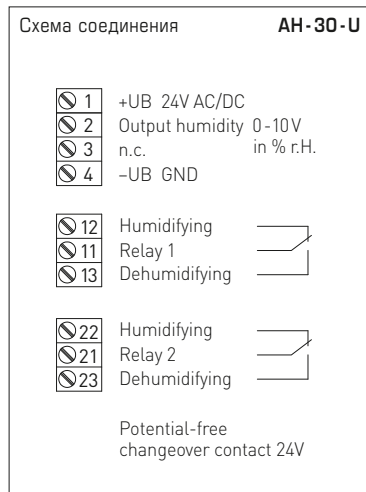 Схема соединения AH-30-U
1 +UB 24V AC/DC
2 Output humidity 0-10V
3 n.c. in % r.H.
4 –UB GND
12 Humidifying
11 Relay 1
13 Dehumidifying
22 Humidifying
21 Relay 2
23 Dehumidifying
Potential-free
changeover contact 24V